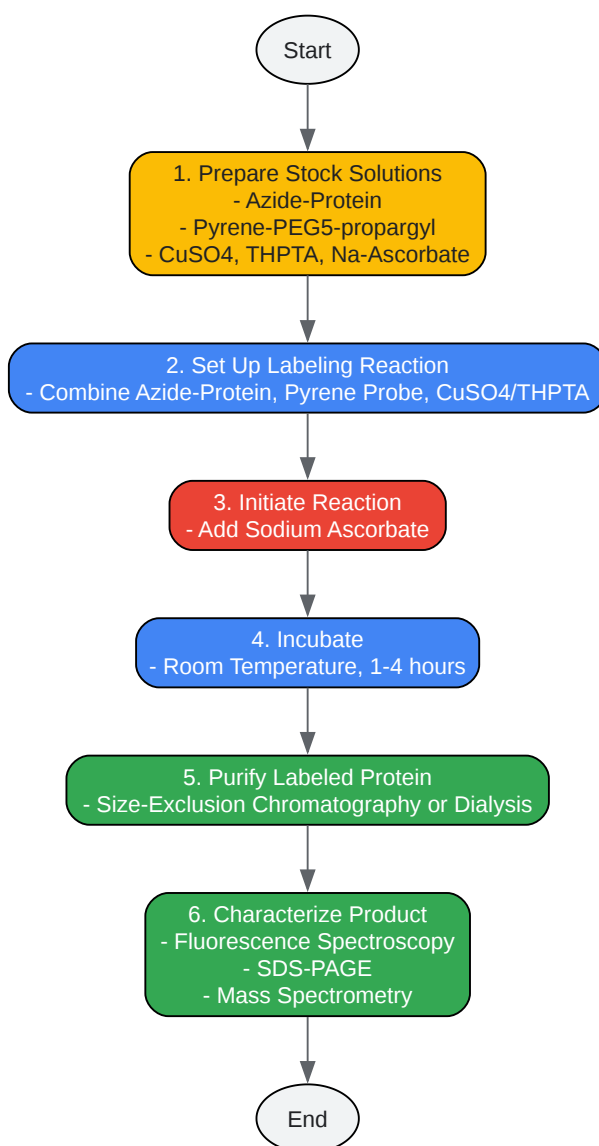 Start
1. Prepare Stock Solutions
- Azide-Protein
- Pyrene-PEG5-propargyl
- CuSO4, THPTA, Na-Ascorbate
2. Set Up Labeling Reaction
- Combine Azide-Protein, Pyrene Probe, CuSO4/THPTA
3. Initiate Reaction
- Add Sodium Ascorbate
4. Incubate
- Room Temperature, 1-4 hours
5. Purify Labeled Protein
- Size-Exclusion Chromatography or Dialysis
6. Characterize Product
- Fluorescence Spectroscopy
- SDS-PAGE
- Mass Spectrometry
End